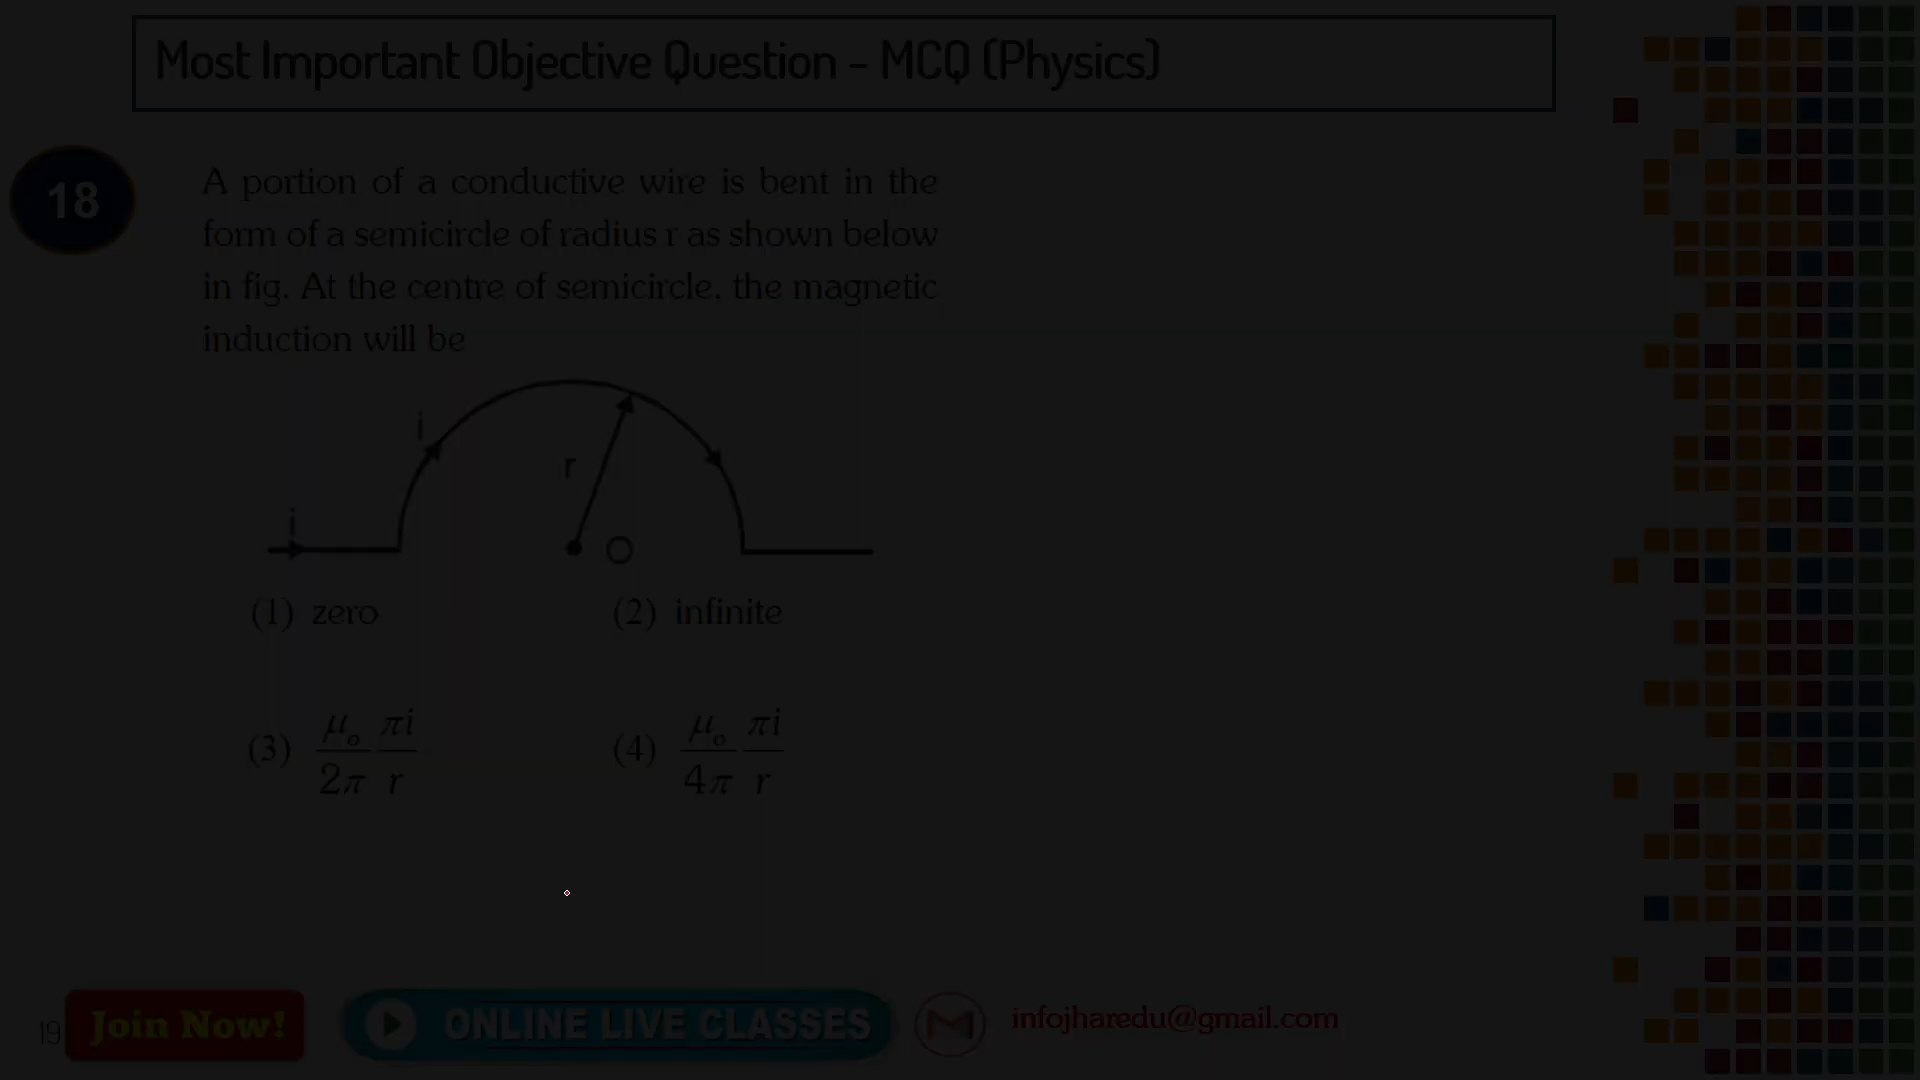 Most Important Objective Question - MCQ (Physics)
18
A portion of a conductive wire is bent in the
form of a semicircle of radius r as shown below
in fig. At the centre of semicircle, the magnetic
induction will be
i
r
i
O
(1) zero (2) infinite
(3) μₒ/2π πi/r (4) μₒ/4π πi/r
19 Join Now! ONLINE LIVE CLASSES infojharedu@gmail.com